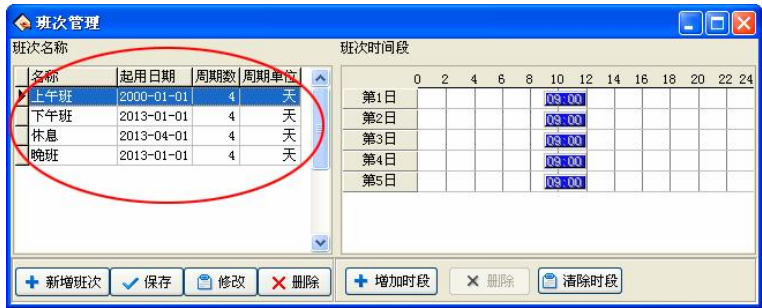 班次管理
班次名称
班次时间段
名称 起用日期 周期数 周期单位
上午班 2000-01-01 4 天
下午班 2013-01-01 4 天
休息 2013-04-01 4 天
晚班 2013-01-01 4 天
0 2 4 6 8 10 12 14 16 18 20 22 24
第1日 09:00
第2日 09:00
第3日 09:00
第4日 09:00
第5日 09:00
新增班次 保存 修改 删除
增加时段 删除 清除时段